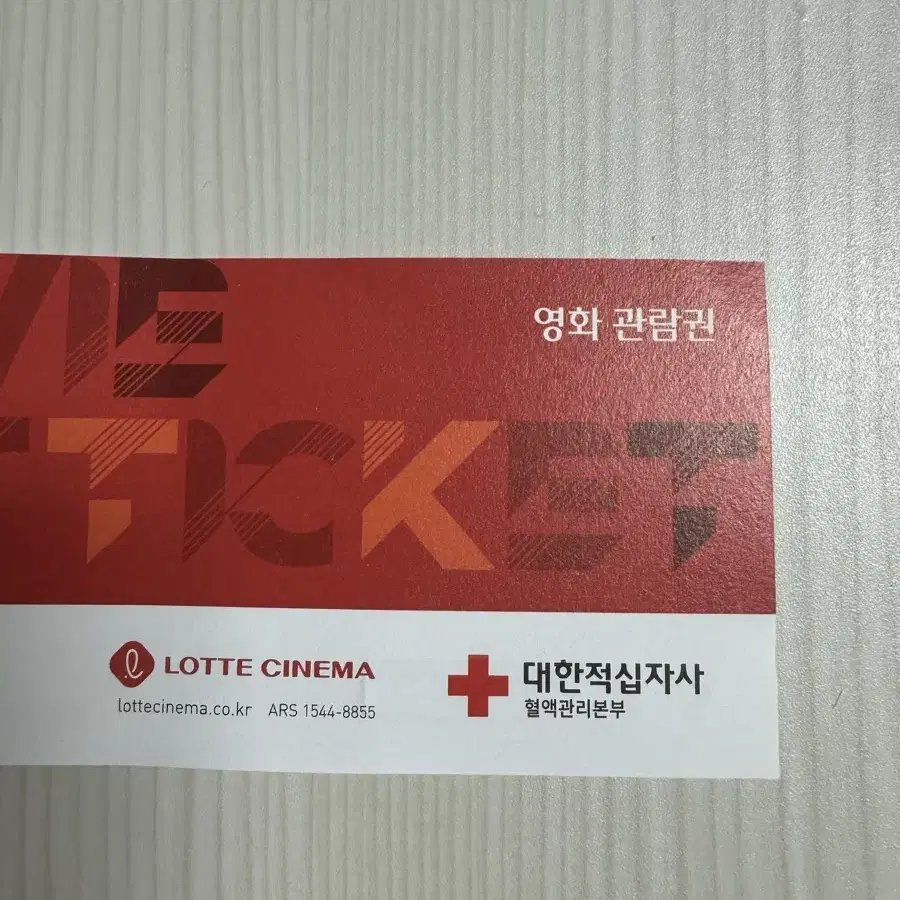 영화 관람권
VIE
TICKET
LOTTE CINEMA
lottecinema.co.kr ARS 1544-8855
대한적십자사
혈액관리본부